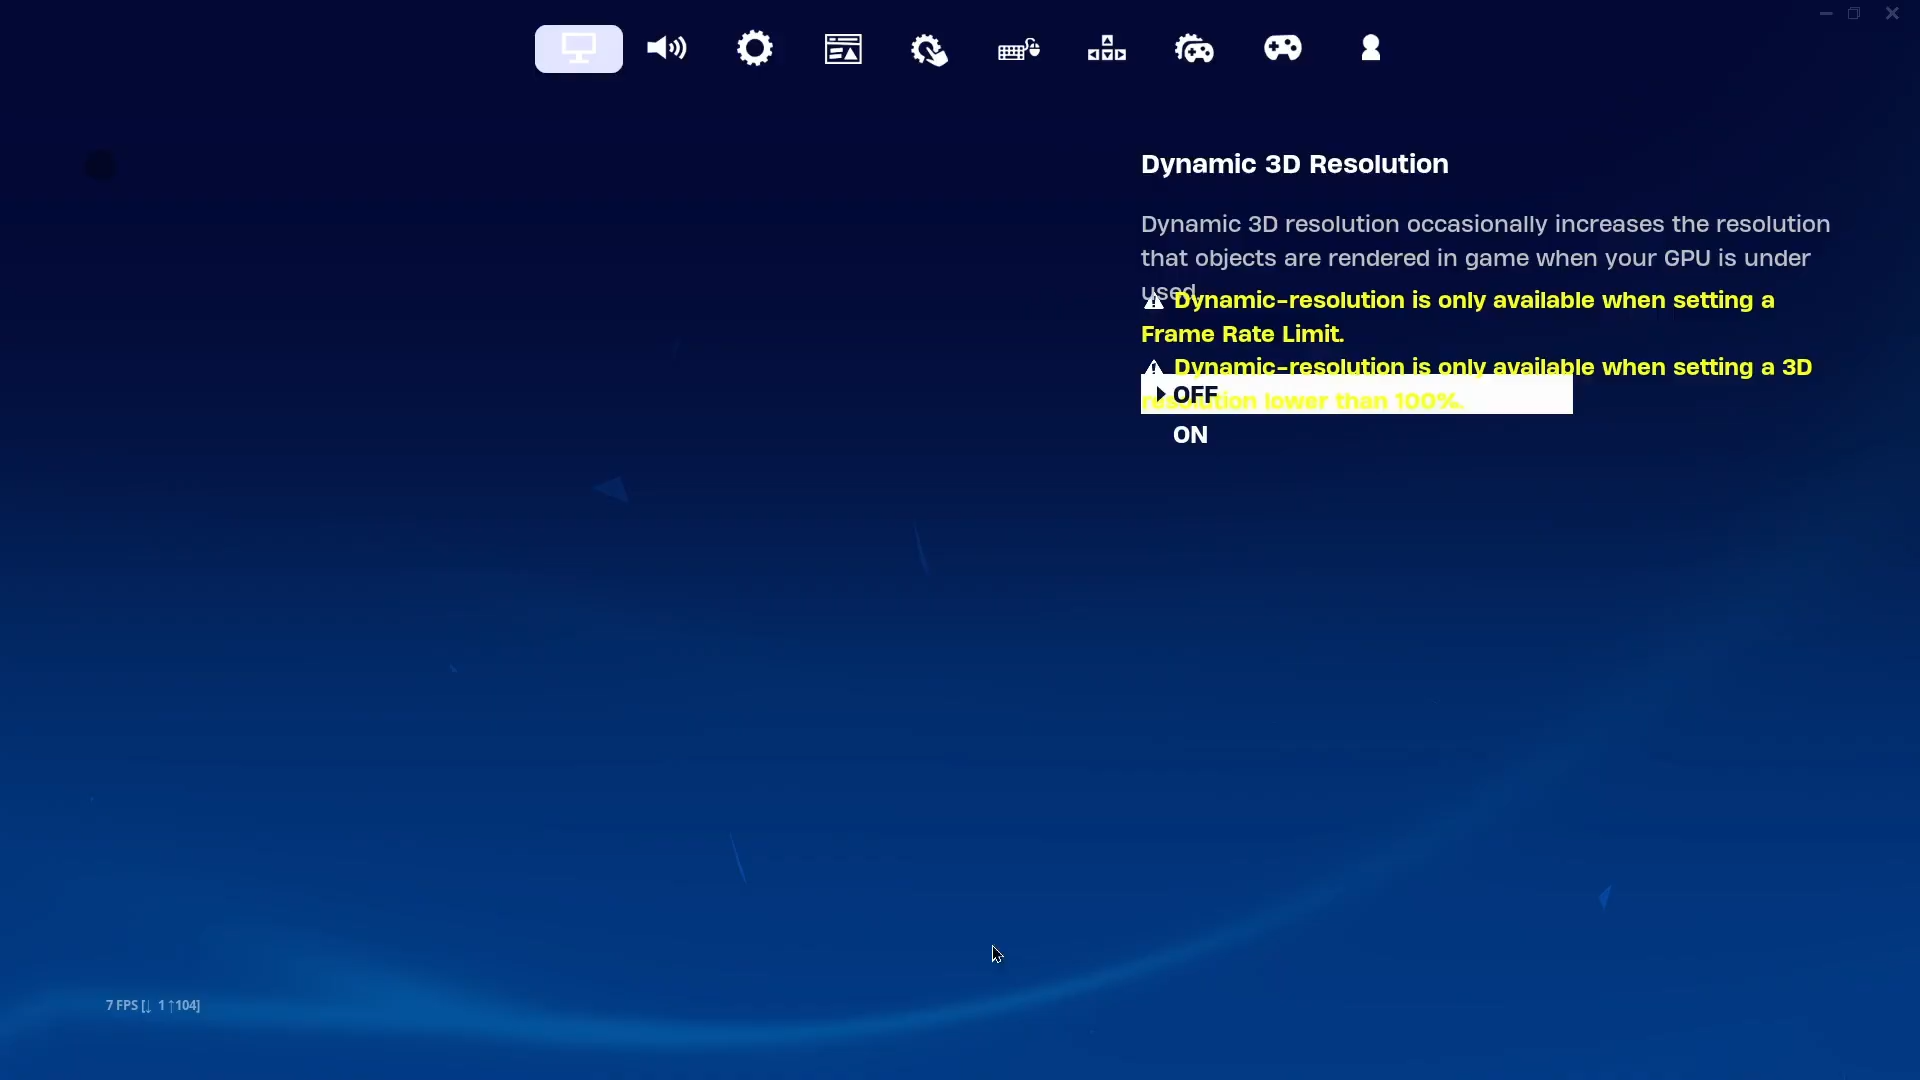 Dynamic 3D Resolution
Dynamic 3D resolution occasionally increases the resolution
that objects are rendered in game when your GPU is under
used.
Dynamic-resolution is only available when setting a
Frame Rate Limit.
Dynamic-resolution is only available when setting a 3D
resolution lower than 100%.
OFF
ON
7 FPS [↓ 1 ↑104]